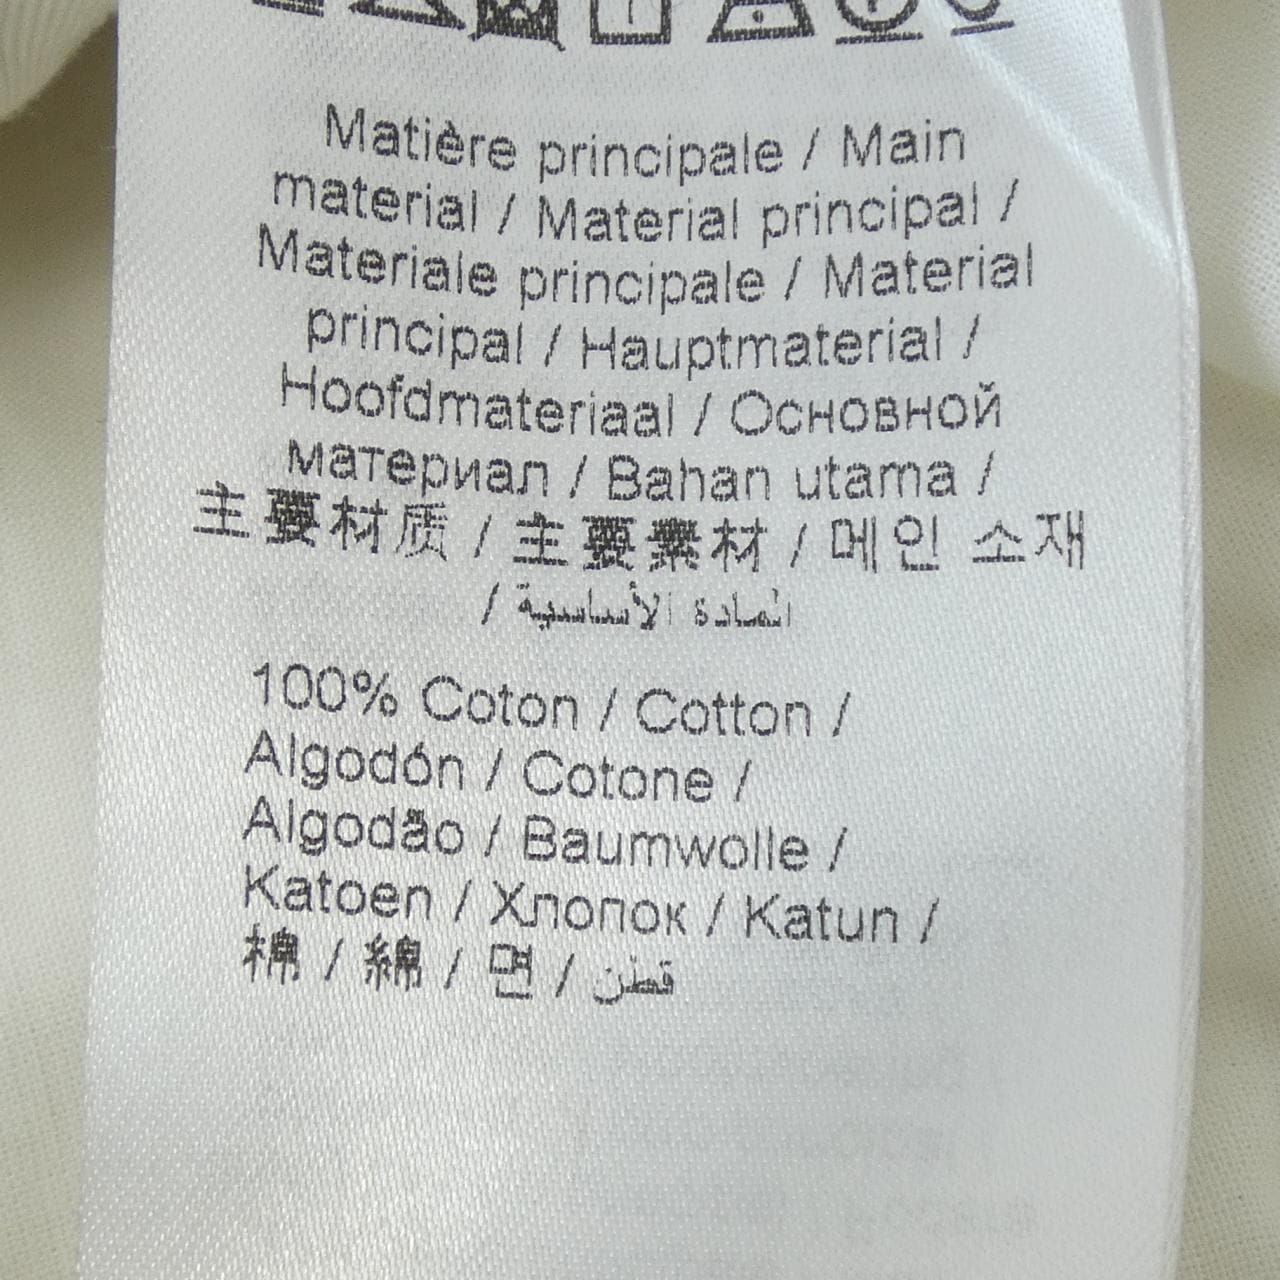 Matière principale / Main
material / Material principal /
Materiale principale / Material
principal / Hauptmaterial /
Hoofdmateriaal / Основной
материал / Bahan utama /
主要材质 / 主要素材 / 메인 소재
/ المادة الأساسية
100% Coton / Cotton /
Algodón / Cotone /
Algodão / Baumwolle /
Katoen / Хлопок / Katun /
棉 / 綿 / 면 / قطن